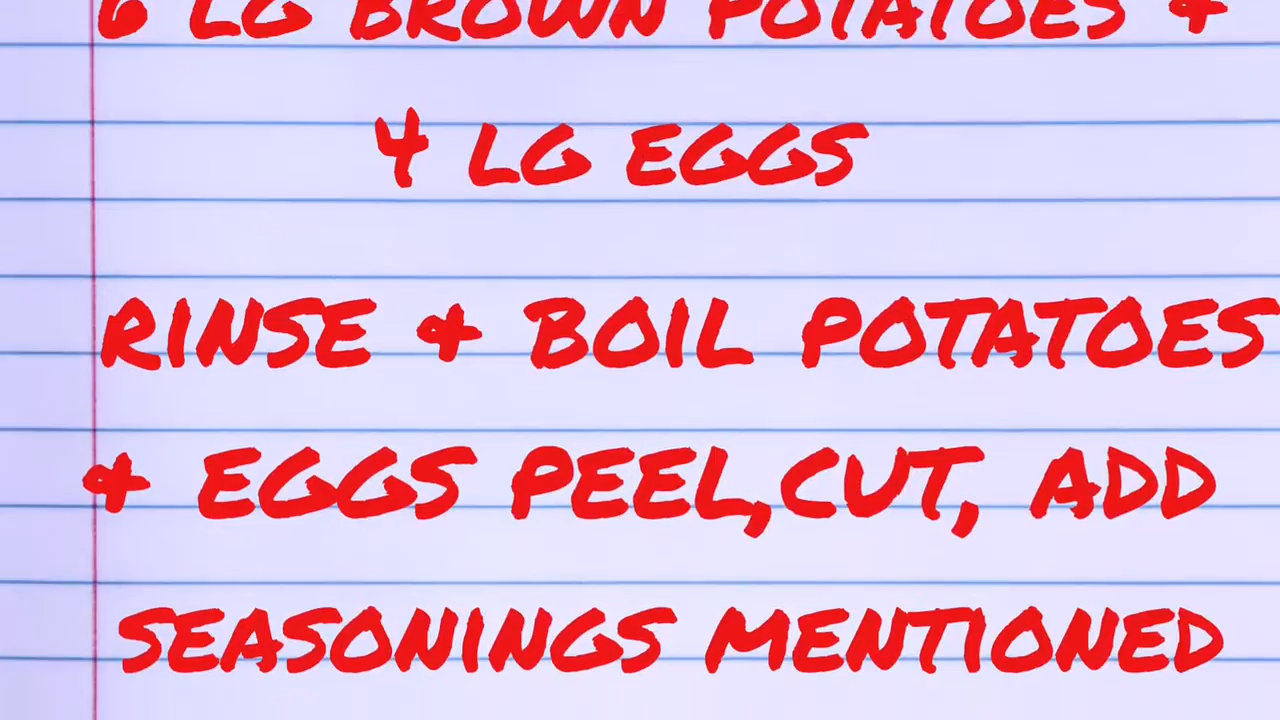 6 LG BROWN POTATOES &
4 LG EGGS
RINSE & BOIL POTATOES
& EGGS PEEL,CUT, ADD
SEASONINGS MENTIONED